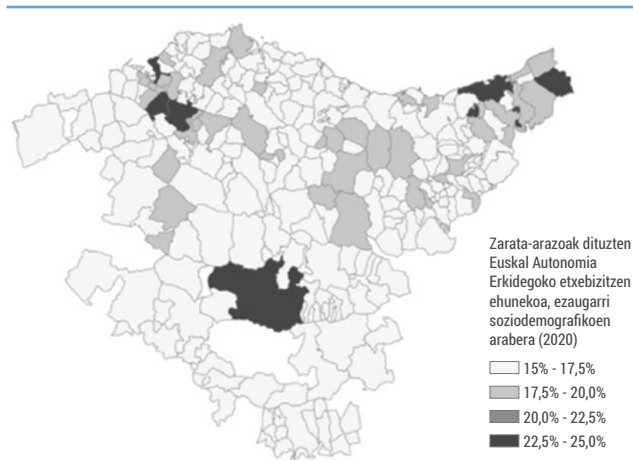 Zarata-arazoak dituzten
Euskal Autonomia
Erkidegoko etxebizitzen
ehunekoa, ezaugarri
soziodemografikoen
arabera (2020)
15% - 17,5%
17,5% - 20,0%
20,0% - 22,5%
22,5% - 25,0%